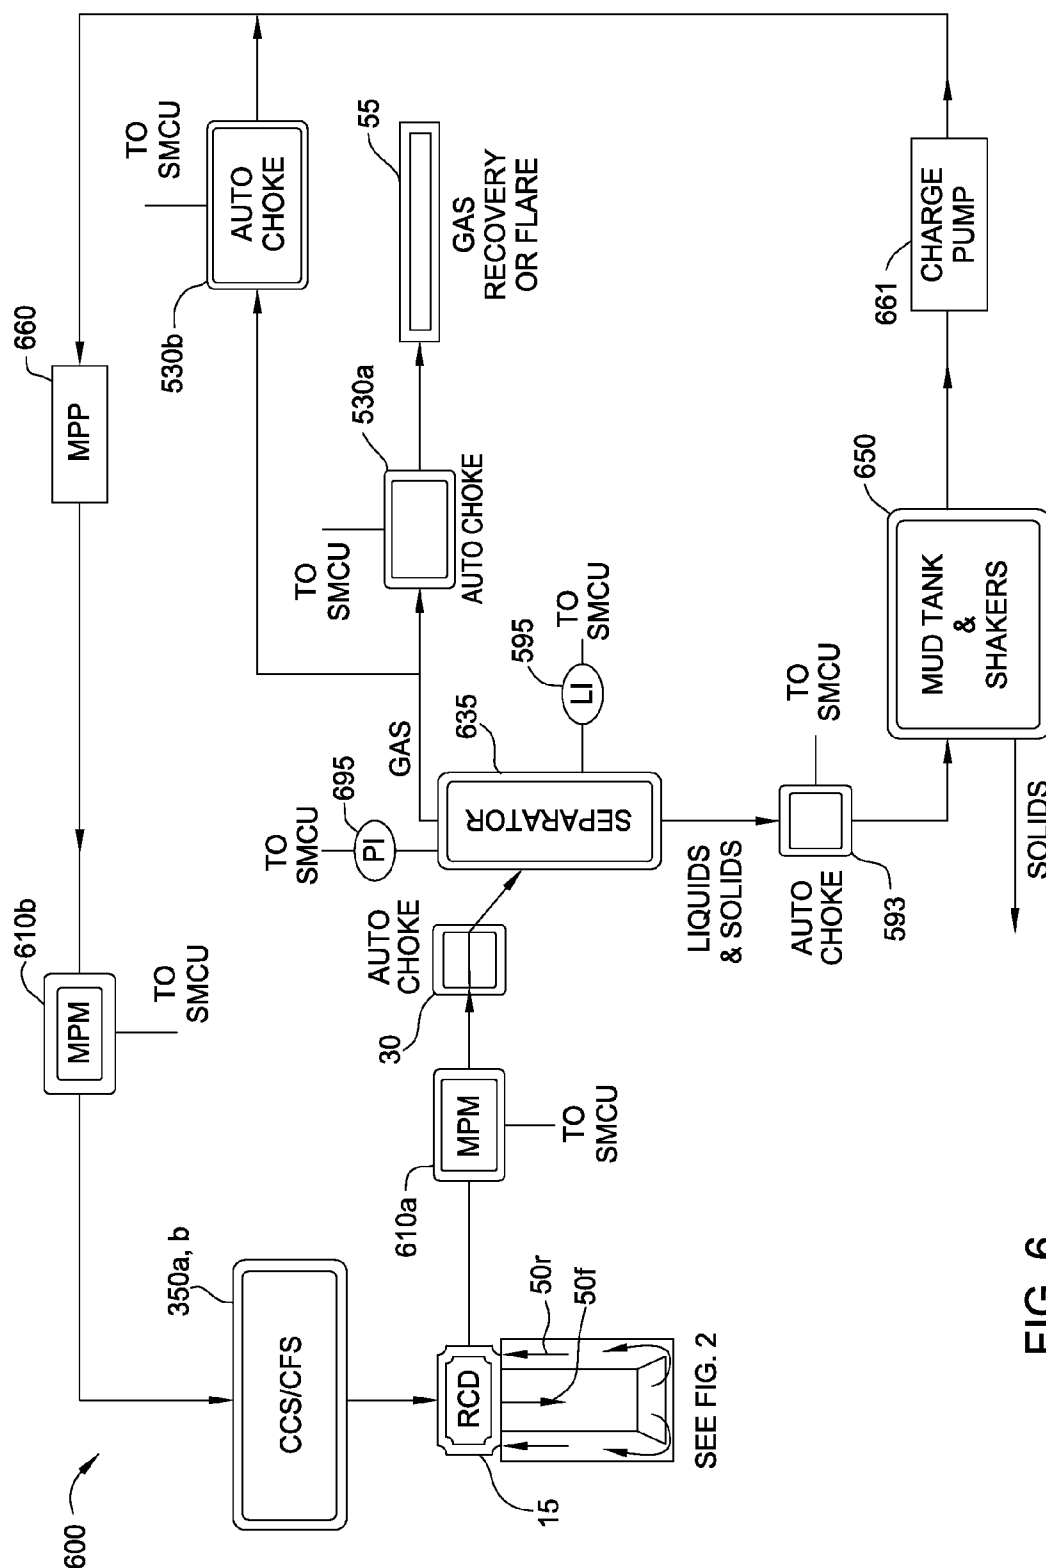 600
350a, b
CCS/CFS
610b
MPM
TO
SMCU
660
MPP
530b
AUTO
CHOKE
TO
SMCU
55
GAS
RECOVERY
OR FLARE
530a
AUTO CHOKE
TO
SMCU
GAS
TO
SMCU
695
PI
635
SEPARATOR
595
LI
TO
SMCU
AUTO
CHOKE
30
610a
MPM
TO
SMCU
RCD
15
50r
50f
SEE FIG. 2
LIQUIDS
& SOLIDS
AUTO
CHOKE
593
TO
SMCU
650
MUD TANK
&
SHAKERS
SOLIDS
661
CHARGE
PUMP
FIG. 6